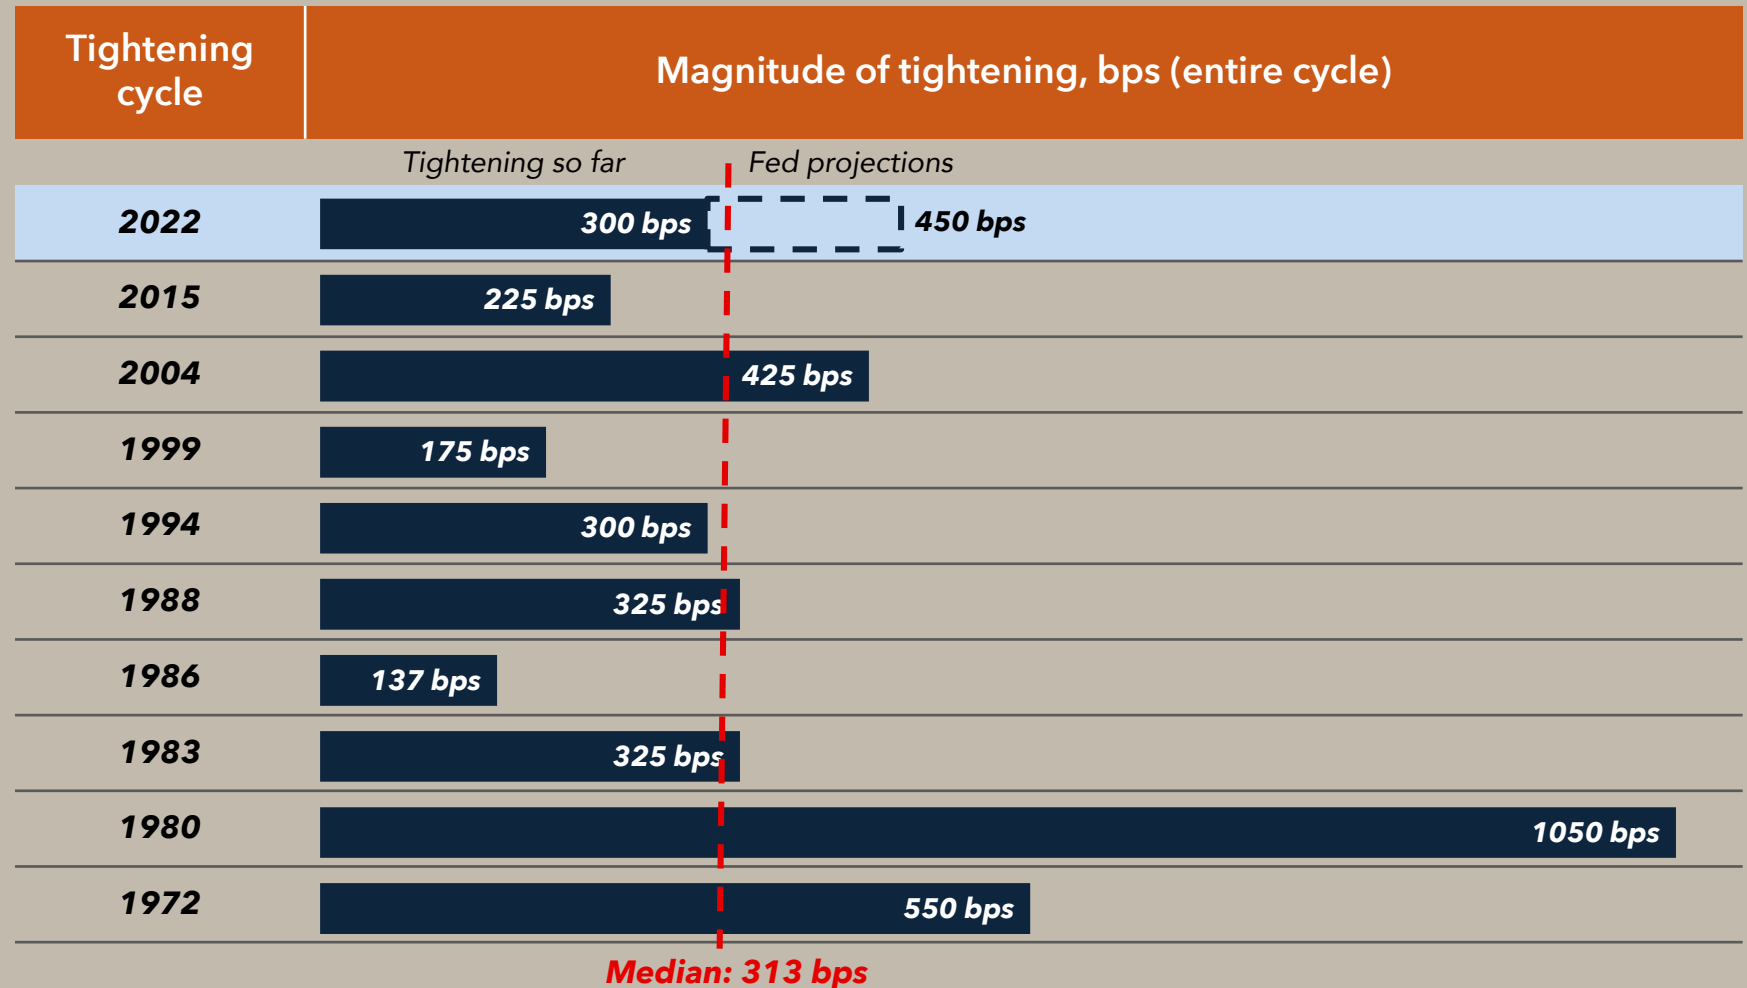 Tightening
cycle
Magnitude of tightening, bps (entire cycle)
Tightening so far
Fed projections
2022
300 bps
450 bps
2015
225 bps
2004
425 bps
1999
175 bps
1994
300 bps
1988
325 bps
1986
137 bps
1983
325 bps
1980
1050 bps
1972
550 bps
Median: 313 bps